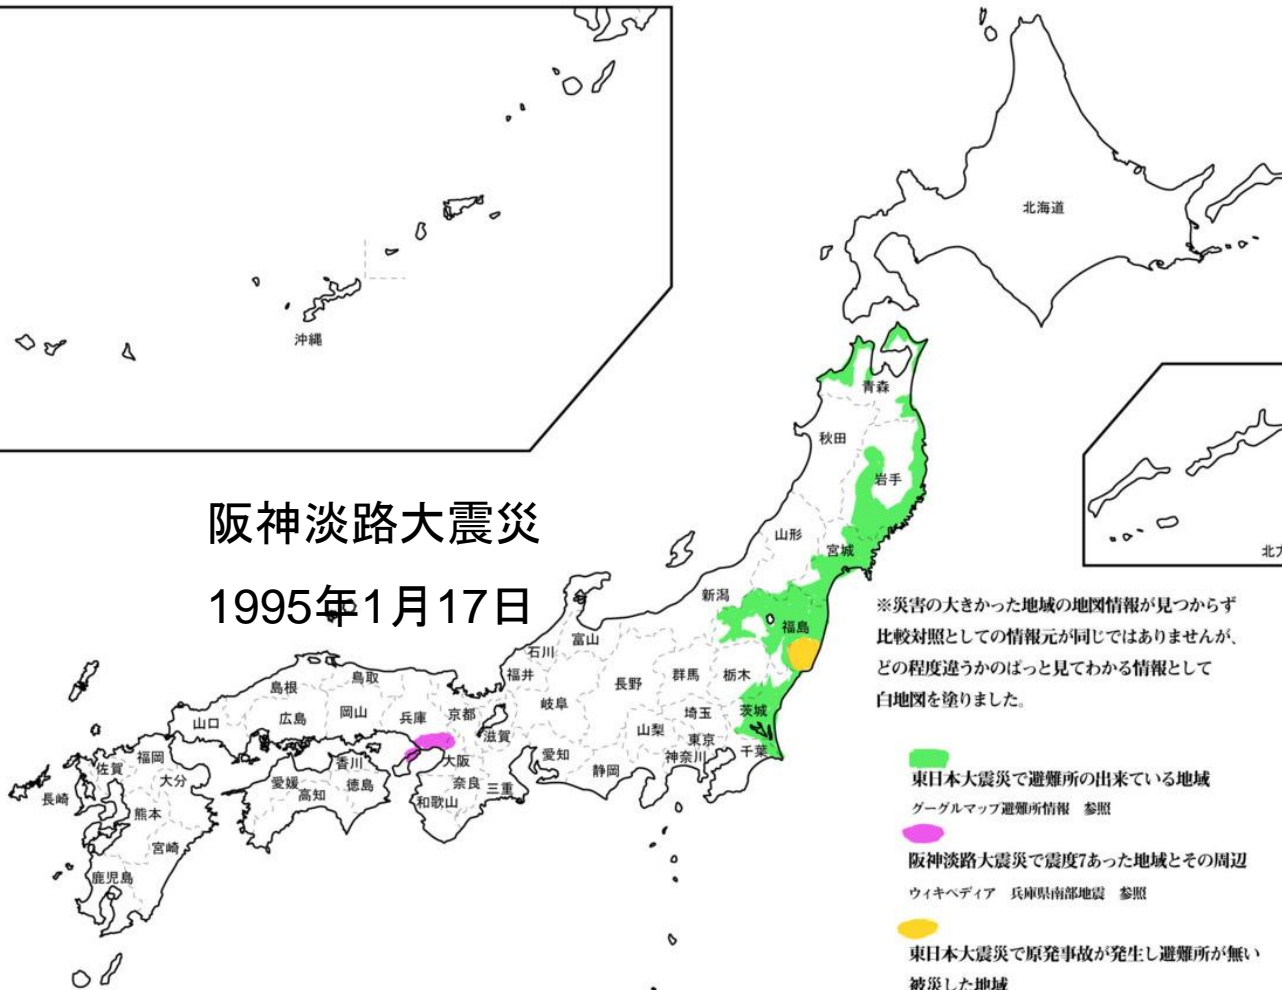 北海道
沖縄
青森
秋田
岩手
山形
宮城
阪神淡路大震災
1995年1月17日
北方
新潟
福島
富山
石川
福井
群馬
栃木
長野
岐阜
茨城
埼玉
山梨
東京
神奈川
千葉
鳥取
島根
岡山
兵庫
京都
滋賀
広島
山口
愛知
静岡
大阪
奈良
三重
和歌山
香川
徳島
愛媛
高知
福岡
佐賀
大分
長崎
熊本
宮崎
鹿児島
※災害の大きかった地域の地図情報が見つからず
比較対照としての情報元が同じではありませんが、
どの程度違うかのぱっと見てわかる情報として
白地図を塗りました。
東日本大震災で避難所の出来ている地域
グーグルマップ避難所情報　参照
阪神淡路大震災で震度7あった地域とその周辺
ウィキペディア　兵庫県南部地震　参照
東日本大震災で原発事故が発生し避難所が無い
被災した地域